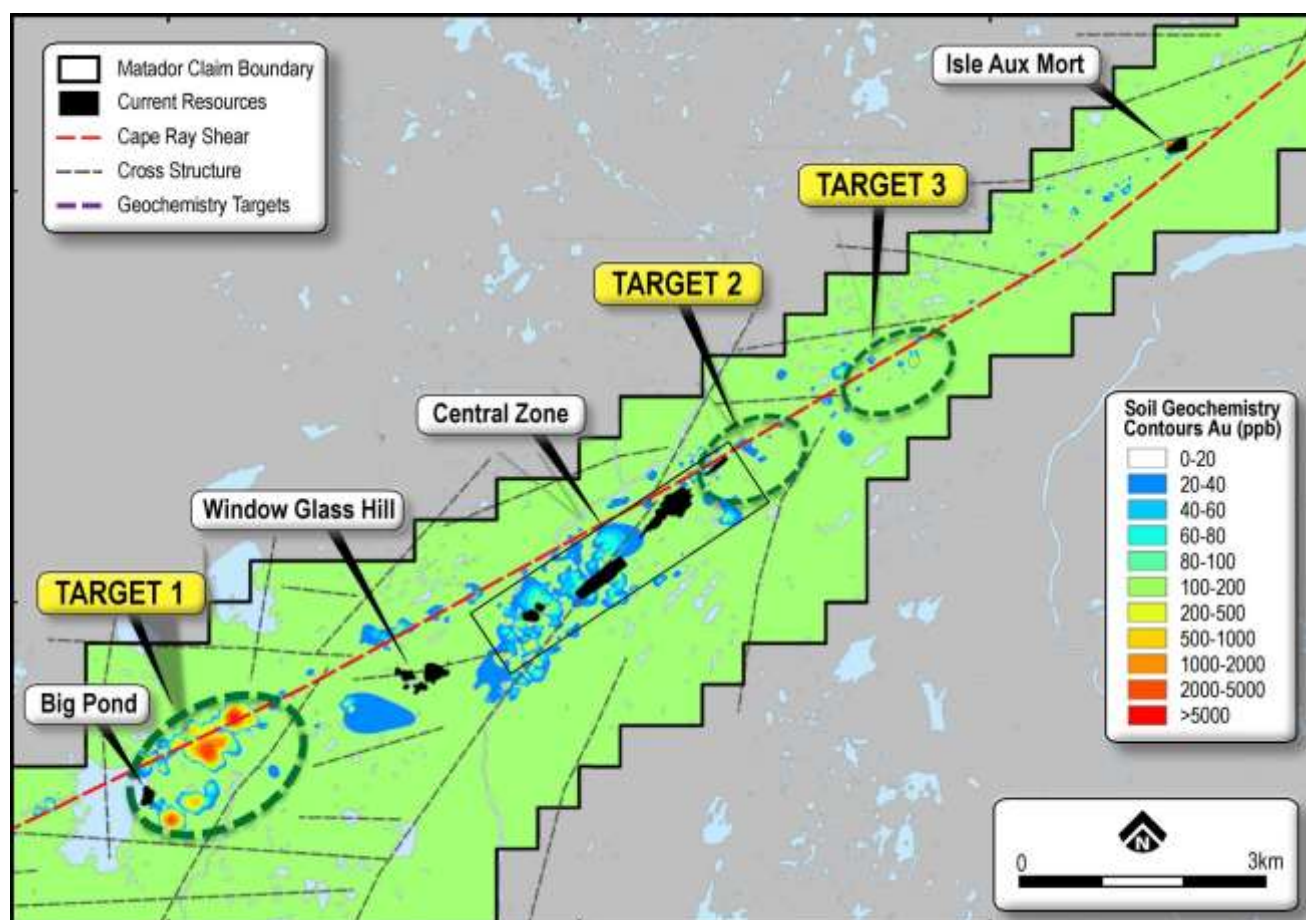 Matador Claim Boundary
Current Resources
Cape Ray Shear
Cross Structure
Geochemistry Targets
Isle Aux Mort
TARGET 3
TARGET 2
Central Zone
Window Glass Hill
TARGET 1
Big Pond
Soil Geochemistry
Contours Au (ppb)
0-20
20-40
40-60
60-80
80-100
100-200
200-500
500-1000
1000-2000
2000-5000
>5000
N
0 3km